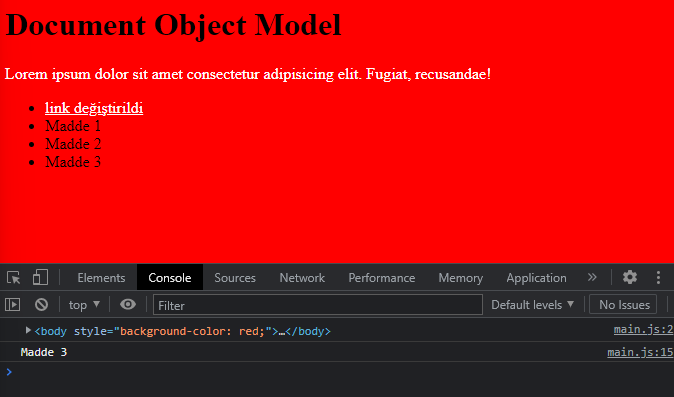 Document Object Model
Lorem ipsum dolor sit amet consectetur adipisicing elit. Fugiat, recusandae!
• link değiştirildi
• Madde 1
• Madde 2
• Madde 3
Elements Console Sources Network Performance Memory Application »
top ▼ Filter Default levels ▼ No Issues
▶ <body style="background-color: red;">…</body> main.js:2
Madde 3 main.js:15
>